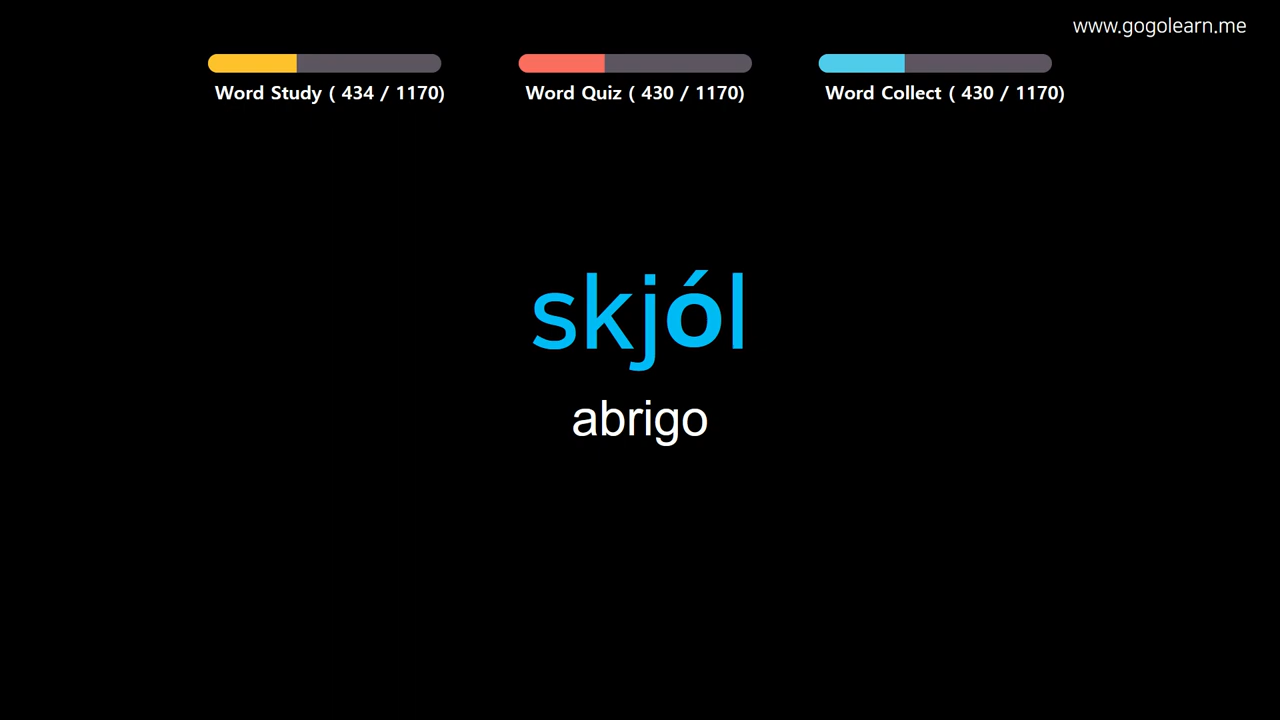 www.gogolearn.me
Word Study ( 434 / 1170)
Word Quiz ( 430 / 1170)
Word Collect ( 430 / 1170)
skjól
abrigo